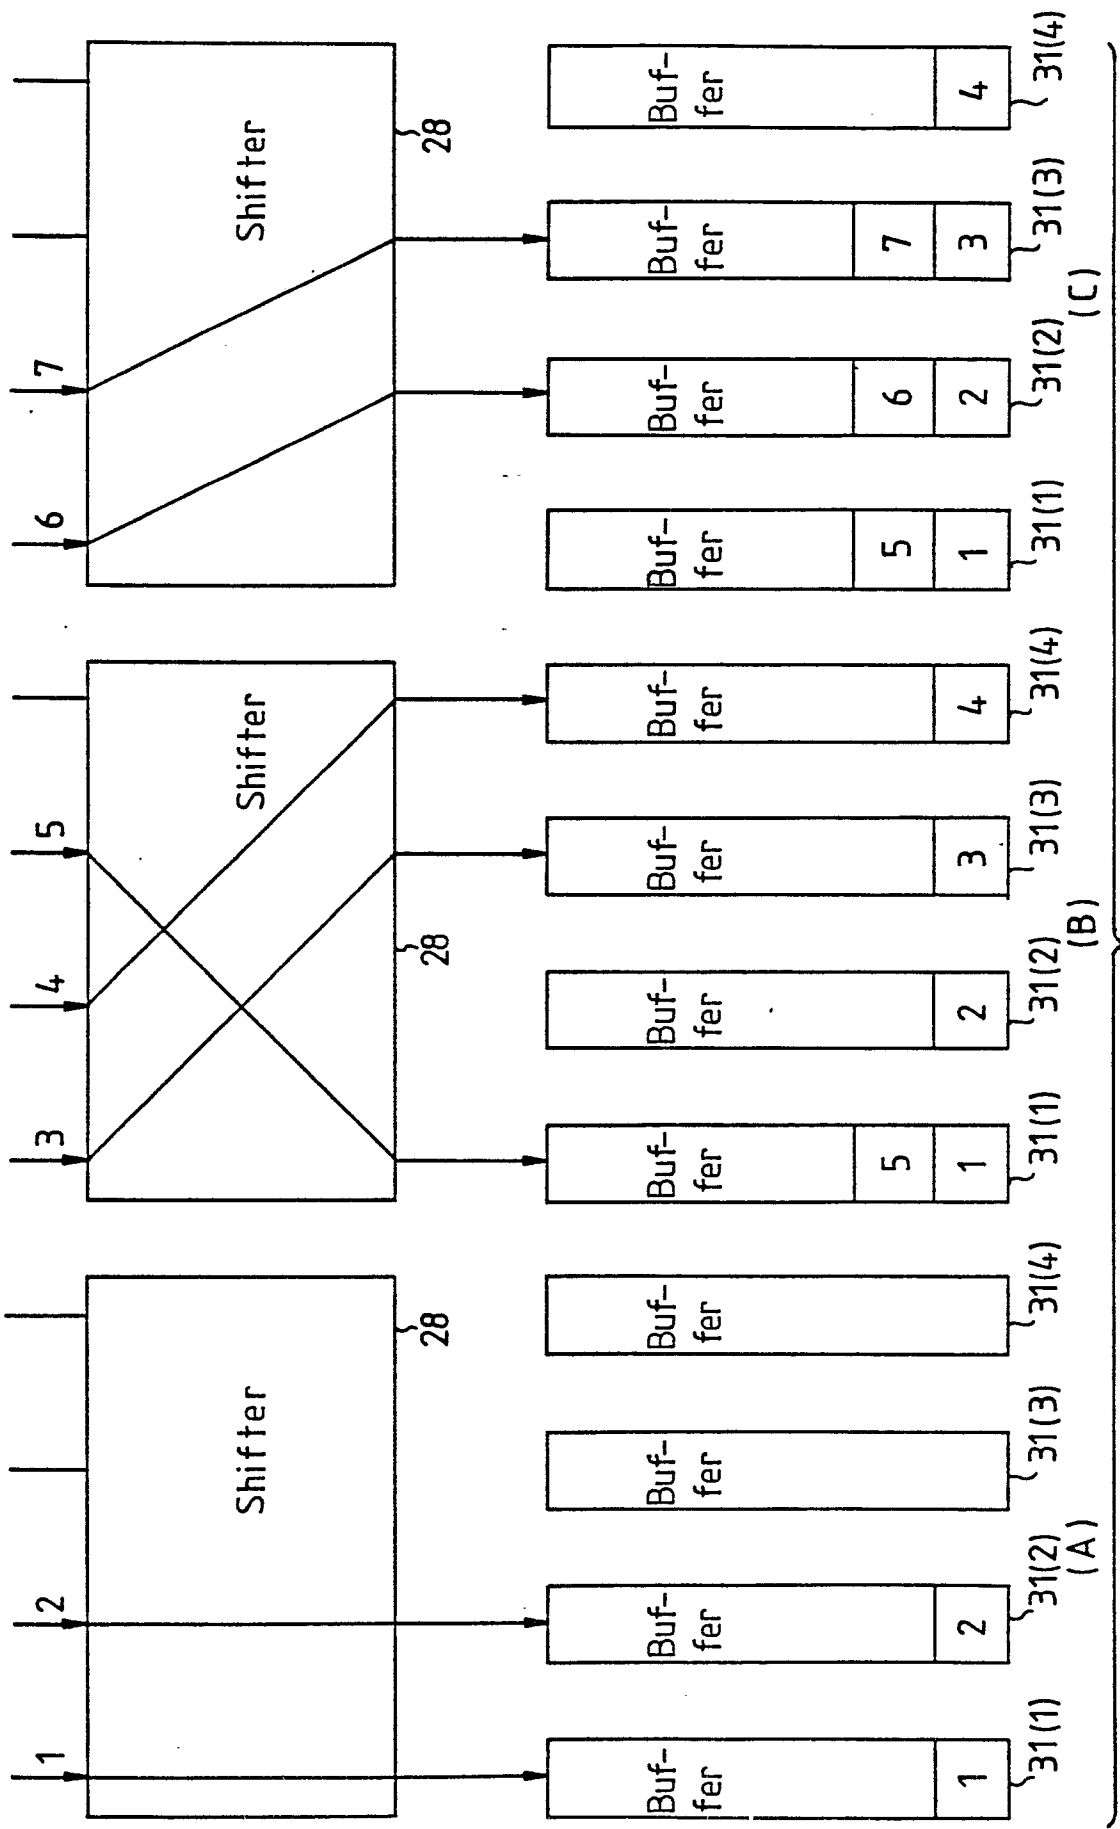 1
2
Shifter
28
Buf-
fer
1
31(1)
Buf-
fer
2
31(2)
Buf-
fer
31(3)
Buf-
fer
31(4)
(A)
3
4
5
Shifter
28
Buf-
fer
5
1
31(1)
Buf-
fer
2
31(2)
Buf-
fer
3
31(3)
Buf-
fer
4
31(4)
(B)
6
7
Shifter
28
Buf-
fer
5
1
31(1)
Buf-
fer
6
2
31(2)
Buf-
fer
7
3
31(3)
Buf-
fer
4
31(4)
(C)